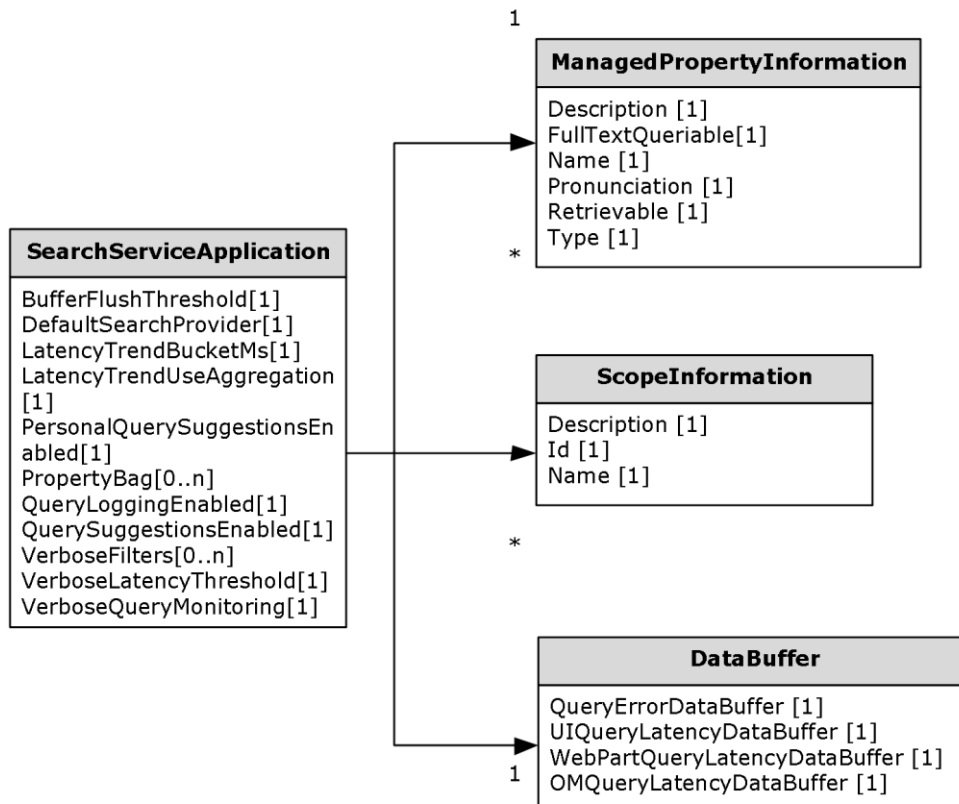 1
ManagedPropertyInformation
Description [1]
FullTextQueriable[1]
Name [1]
Pronunciation [1]
Retrievable [1]
Type [1]
*
SearchServiceApplication
BufferFlushThreshold[1]
DefaultSearchProvider[1]
LatencyTrendBucketMs[1]
LatencyTrendUseAggregation
[1]
PersonalQuerySuggestionsEn
abled[1]
PropertyBag[0..n]
QueryLoggingEnabled[1]
QuerySuggestionsEnabled[1]
VerboseFilters[0..n]
VerboseLatencyThreshold[1]
VerboseQueryMonitoring[1]
ScopeInformation
Description [1]
Id [1]
Name [1]
*
DataBuffer
QueryErrorDataBuffer [1]
UIQueryLatencyDataBuffer [1]
WebPartQueryLatencyDataBuffer [1]
OMQueryLatencyDataBuffer [1]
1